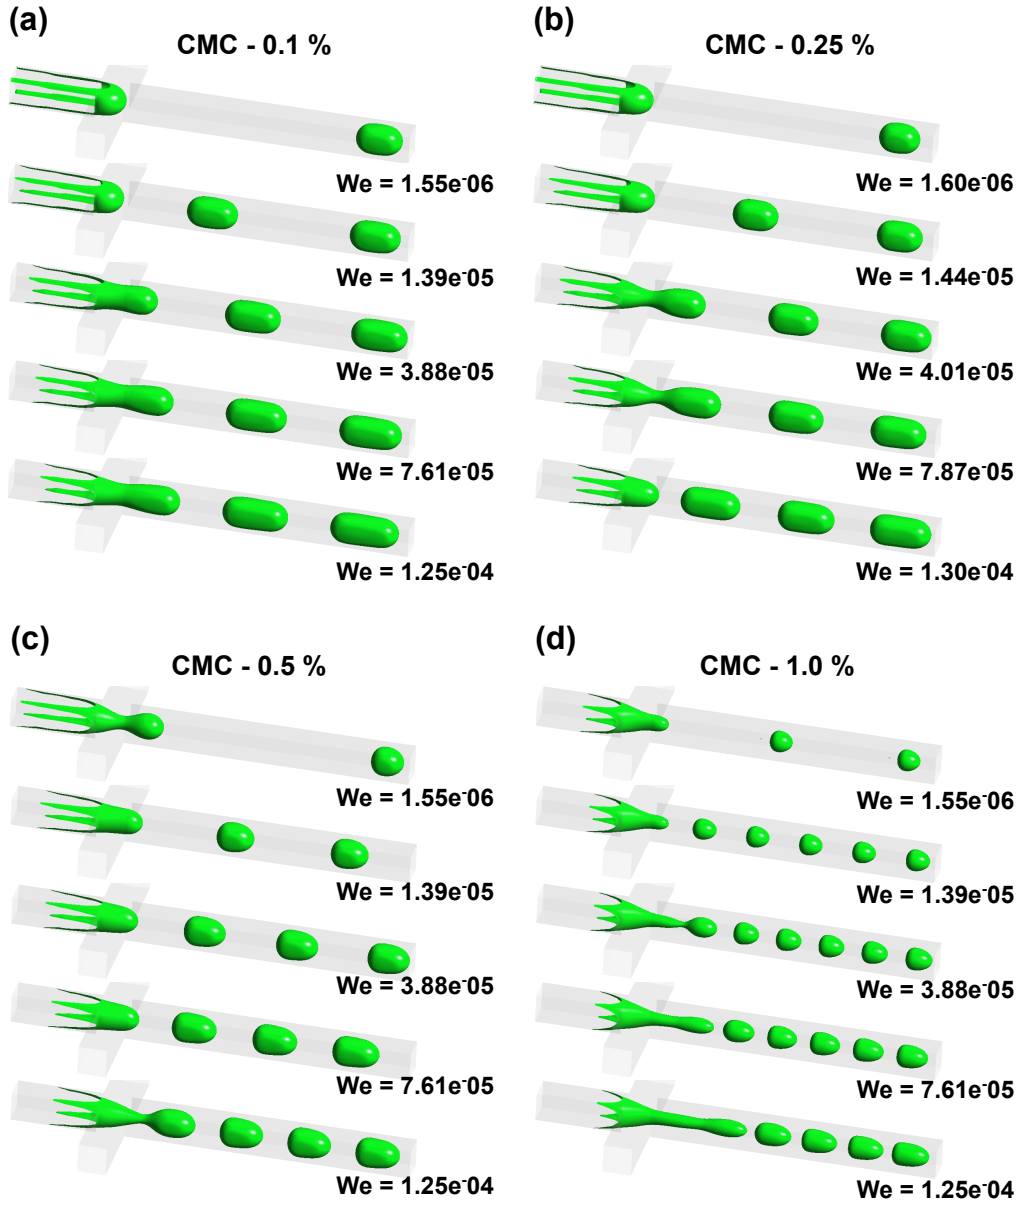 (a)
CMC - 0.1 %
We = 1.55e⁻06
We = 1.39e⁻05
We = 3.88e⁻05
We = 7.61e⁻05
We = 1.25e⁻04
(b)
CMC - 0.25 %
We = 1.60e⁻06
We = 1.44e⁻05
We = 4.01e⁻05
We = 7.87e⁻05
We = 1.30e⁻04
(c)
CMC - 0.5 %
We = 1.55e⁻06
We = 1.39e⁻05
We = 3.88e⁻05
We = 7.61e⁻05
We = 1.25e⁻04
(d)
CMC - 1.0 %
We = 1.55e⁻06
We = 1.39e⁻05
We = 3.88e⁻05
We = 7.61e⁻05
We = 1.25e⁻04